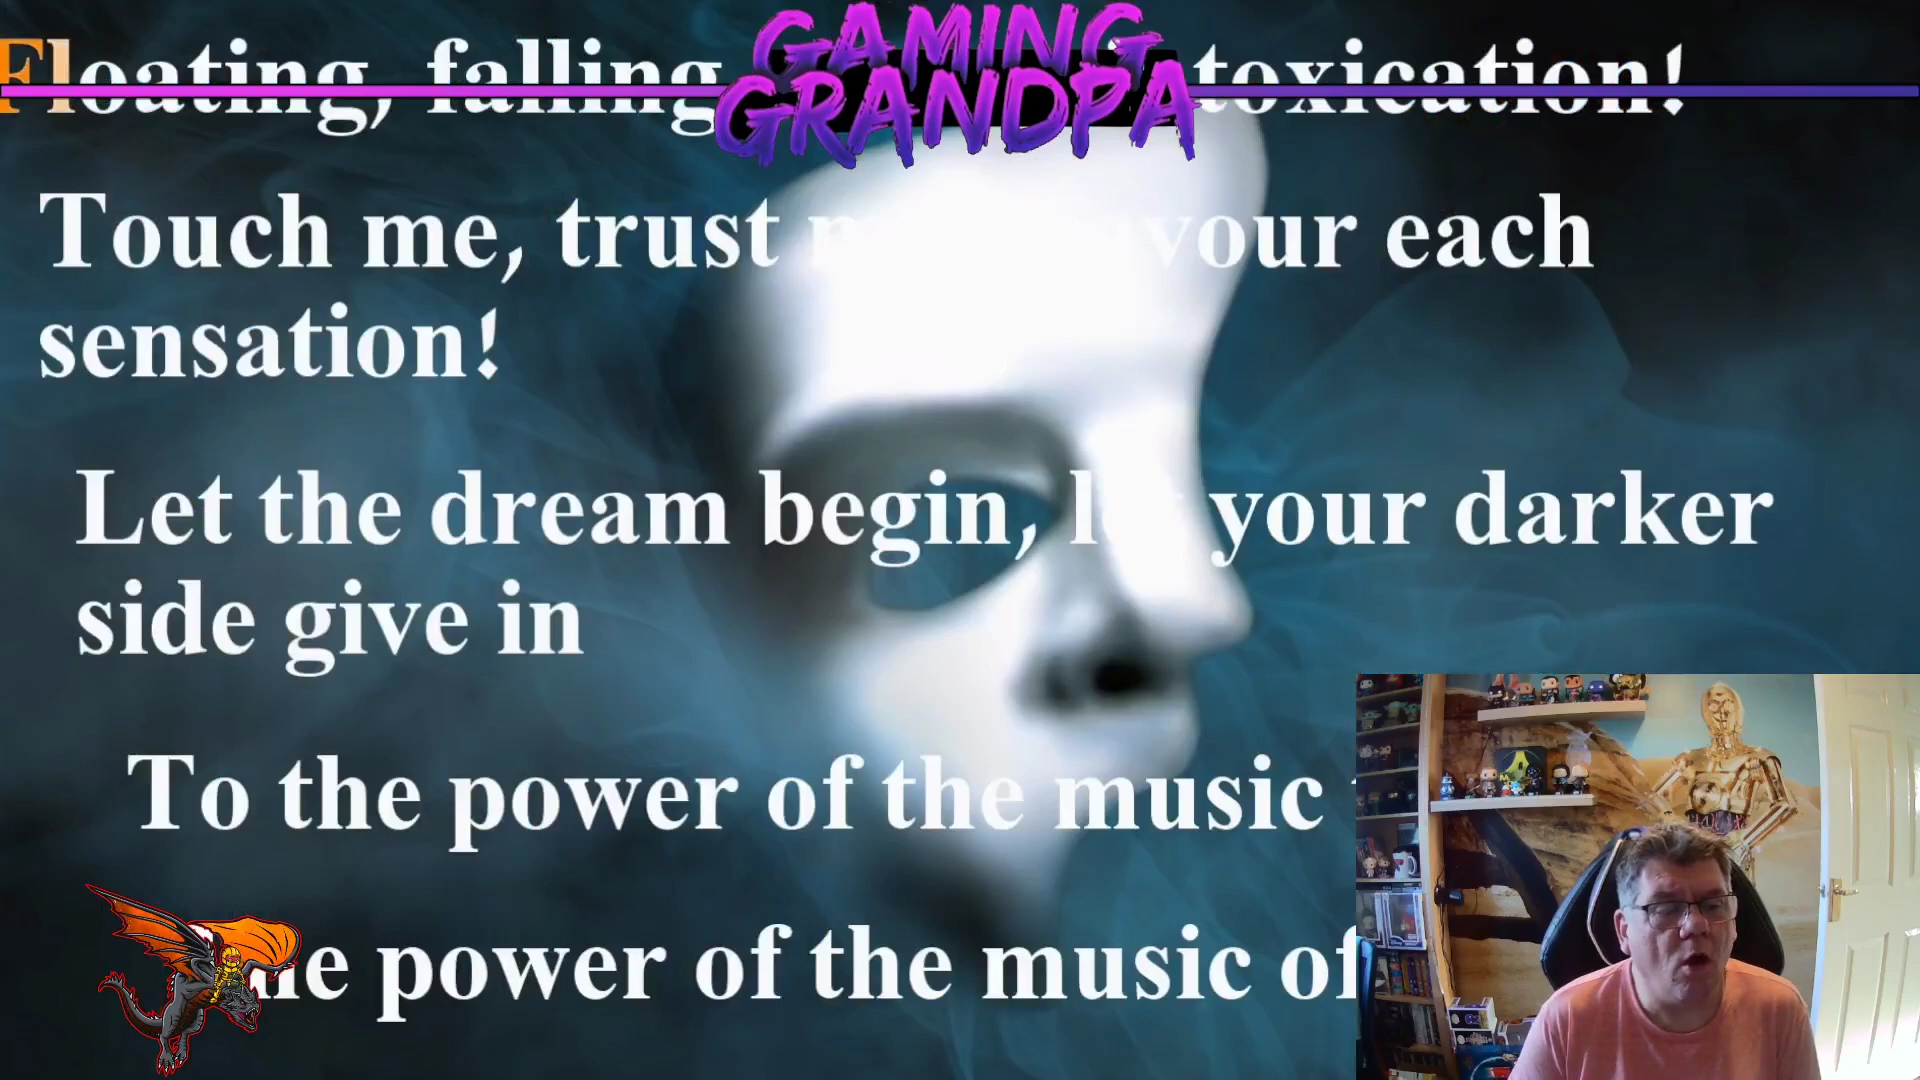 GAMING
GRANDPA
Floating, falling toxication!
Touch me, trust your each
sensation!
Let the dream begin, your darker
side give in
To the power of the music
power of the music of